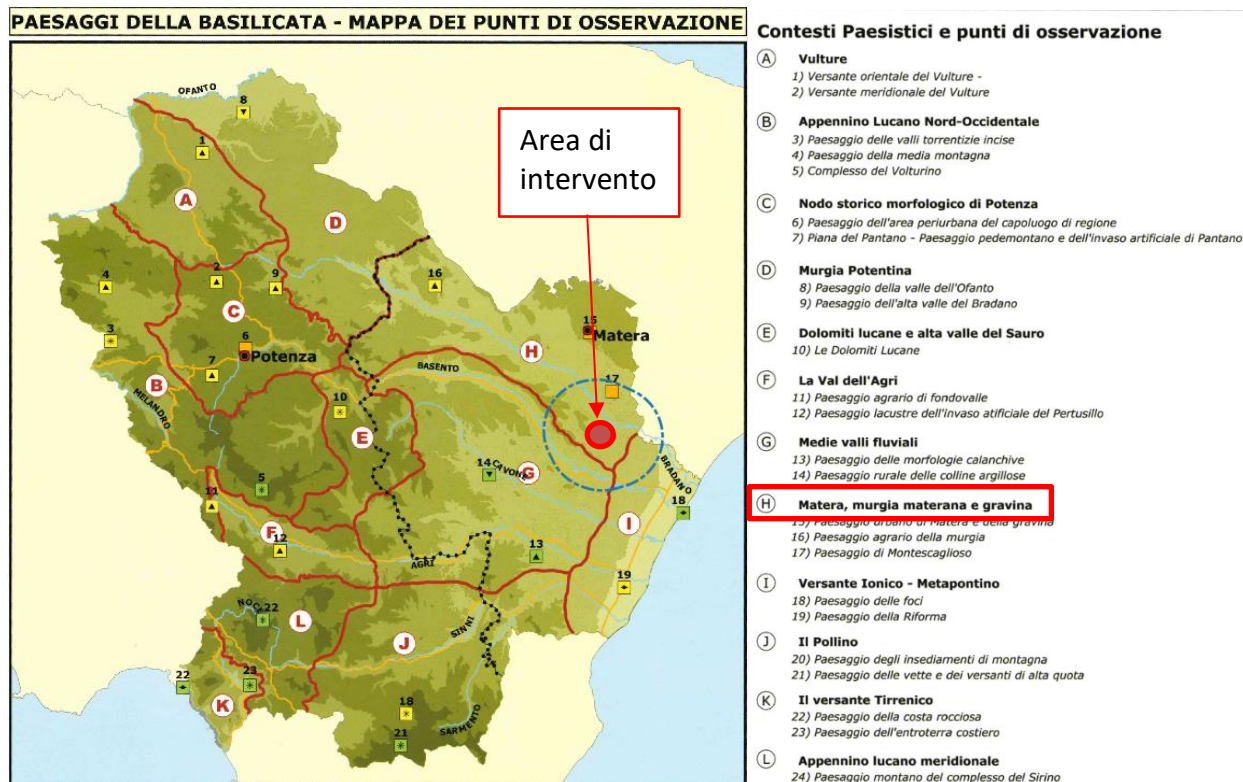 PAESAGGI DELLA BASILICATA - MAPPA DEI PUNTI DI OSSERVAZIONE
OFANTO
8
1
A
D
Area di
intervento
4
2
9
16
C
3
6
Potenza
15
Matera
H
7
BASENTO
17
B
MELANDRO
10
E
5
14
CAVONE
G
BRADANO
18
11
F
12
I
AGRI
13
19
NOCE
22
L
J
SINNI
22
23
K
18
SARMENTO
21
Contesti Paesistici e punti di osservazione
A Vulture
1) Versante orientale del Vulture -
2) Versante meridionale del Vulture
B Appennino Lucano Nord-Occidentale
3) Paesaggio delle valli torrentizie incise
4) Paesaggio della media montagna
5) Complesso del Volturino
C Nodo storico morfologico di Potenza
6) Paesaggio dell'area periurbana del capoluogo di regione
7) Piana del Pantano - Paesaggio pedemontano e dell'invaso artificiale di Pantano
D Murgia Potentina
8) Paesaggio della valle dell'Ofanto
9) Paesaggio dell'alta valle del Bradano
E Dolomiti lucane e alta valle del Sauro
10) Le Dolomiti Lucane
F La Val dell'Agri
11) Paesaggio agrario di fondovalle
12) Paesaggio lacustre dell'invaso atificiale del Pertusillo
G Medie valli fluviali
13) Paesaggio delle morfologie calanchive
14) Paesaggio rurale delle colline argillose
H Matera, murgia materana e gravina
15) Paesaggio urbano di Matera e della gravina
16) Paesaggio agrario della murgia
17) Paesaggio di Montescaglioso
I Versante Ionico - Metapontino
18) Paesaggio delle foci
19) Paesaggio della Riforma
J Il Pollino
20) Paesaggio degli insediamenti di montagna
21) Paesaggio delle vette e dei versanti di alta quota
K Il versante Tirrenico
22) Paesaggio della costa rocciosa
23) Paesaggio dell'entroterra costiero
L Appennino lucano meridionale
24) Paesaggio montano del complesso del Sirino